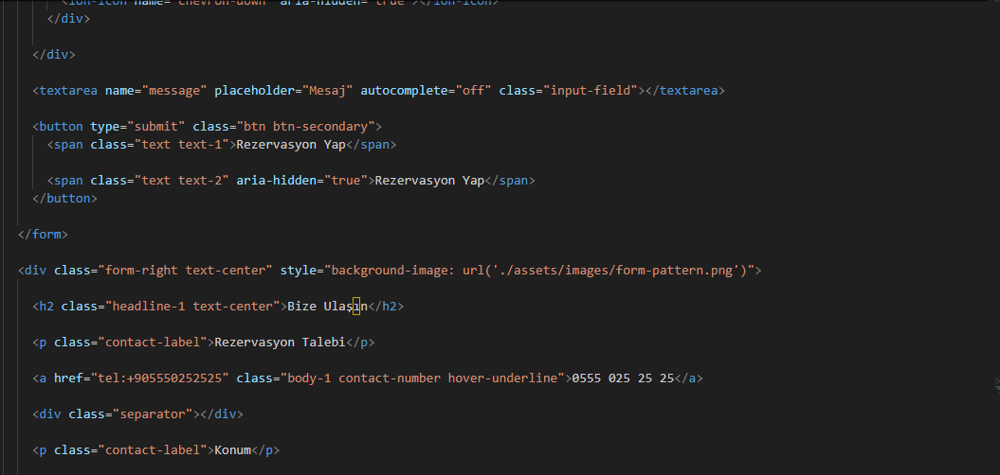 <ion-icon name="chevron-down" aria-hidden="true"></ion-icon>
</div>
</div>
<textarea name="message" placeholder="Mesaj" autocomplete="off" class="input-field"></textarea>
<button type="submit" class="btn btn-secondary">
<span class="text text-1">Rezervasyon Yap</span>
<span class="text text-2" aria-hidden="true">Rezervasyon Yap</span>
</button>
</form>
<div class="form-right text-center" style="background-image: url('./assets/images/form-pattern.png')">
<h2 class="headline-1 text-center">Bize Ulaşın</h2>
<p class="contact-label">Rezervasyon Talebi</p>
<a href="tel:+905550252525" class="body-1 contact-number hover-underline">0555 025 25 25</a>
<div class="separator"></div>
<p class="contact-label">Konum</p>